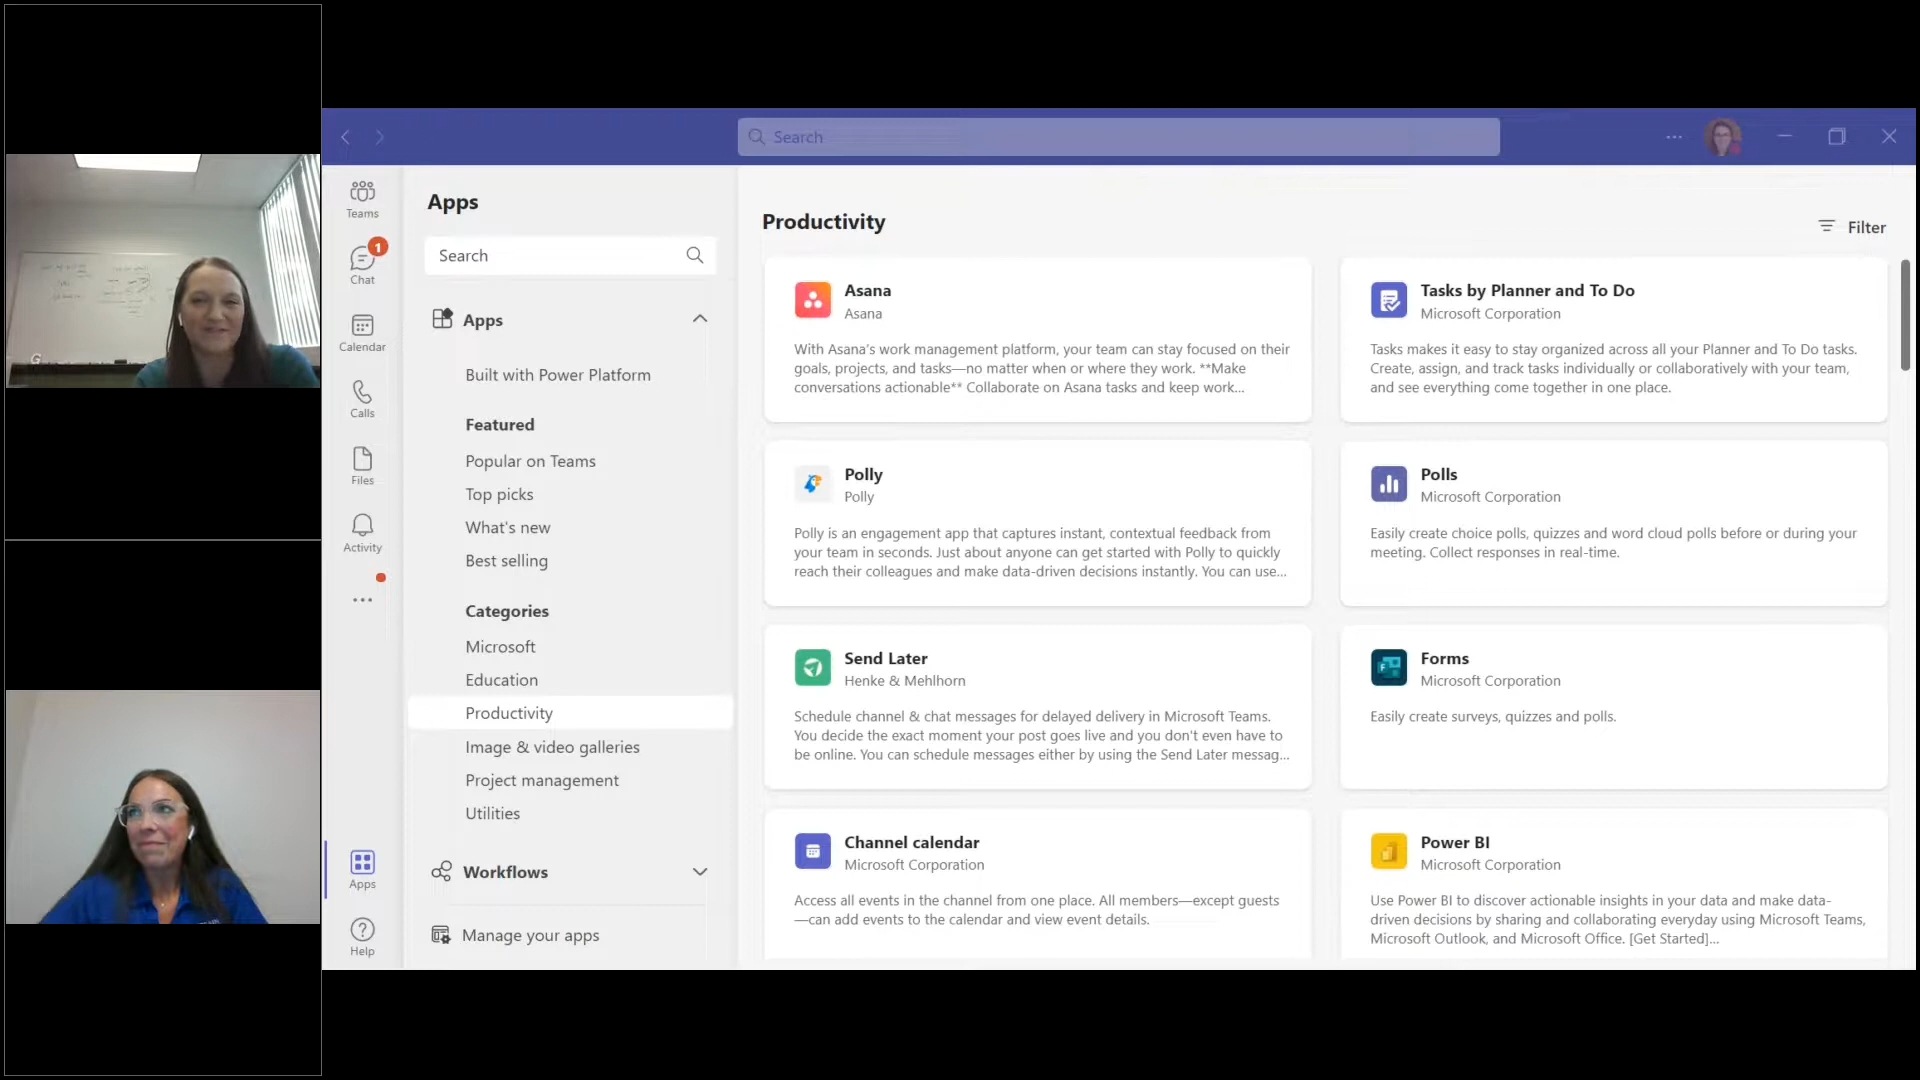 Search
Teams
1
Chat
Calendar
Calls
Files
Activity
Apps
Help
Apps
Search
Apps
Built with Power Platform
Featured
Popular on Teams
Top picks
What's new
Best selling
Categories
Microsoft
Education
Productivity
Image & video galleries
Project management
Utilities
Workflows
Manage your apps
Productivity
Filter
Asana
Asana
With Asana's work management platform, your team can stay focused on their
goals, projects, and tasks—no matter when or where they work. **Make
conversations actionable** Collaborate on Asana tasks and keep work...
Tasks by Planner and To Do
Microsoft Corporation
Tasks makes it easy to stay organized across all your Planner and To Do tasks.
Create, assign, and track tasks individually or collaboratively with your team,
and see everything come together in one place.
Polly
Polly
Polly is an engagement app that captures instant, contextual feedback from
your team in seconds. Just about anyone can get started with Polly to quickly
reach their colleagues and make data-driven decisions instantly. You can use...
Polls
Microsoft Corporation
Easily create choice polls, quizzes and word cloud polls before or during your
meeting. Collect responses in real-time.
Send Later
Henke & Mehlhorn
Schedule channel & chat messages for delayed delivery in Microsoft Teams.
You decide the exact moment your post goes live and you don't even have to
be online. You can schedule messages either by using the Send Later messag...
Forms
Microsoft Corporation
Easily create surveys, quizzes and polls.
Channel calendar
Microsoft Corporation
Access all events in the channel from one place. All members—except guests
—can add events to the calendar and view event details.
Power BI
Microsoft Corporation
Use Power BI to discover actionable insights in your data and make data-
driven decisions by sharing and collaborating everyday using Microsoft Teams,
Microsoft Outlook, and Microsoft Office. [Get Started]...